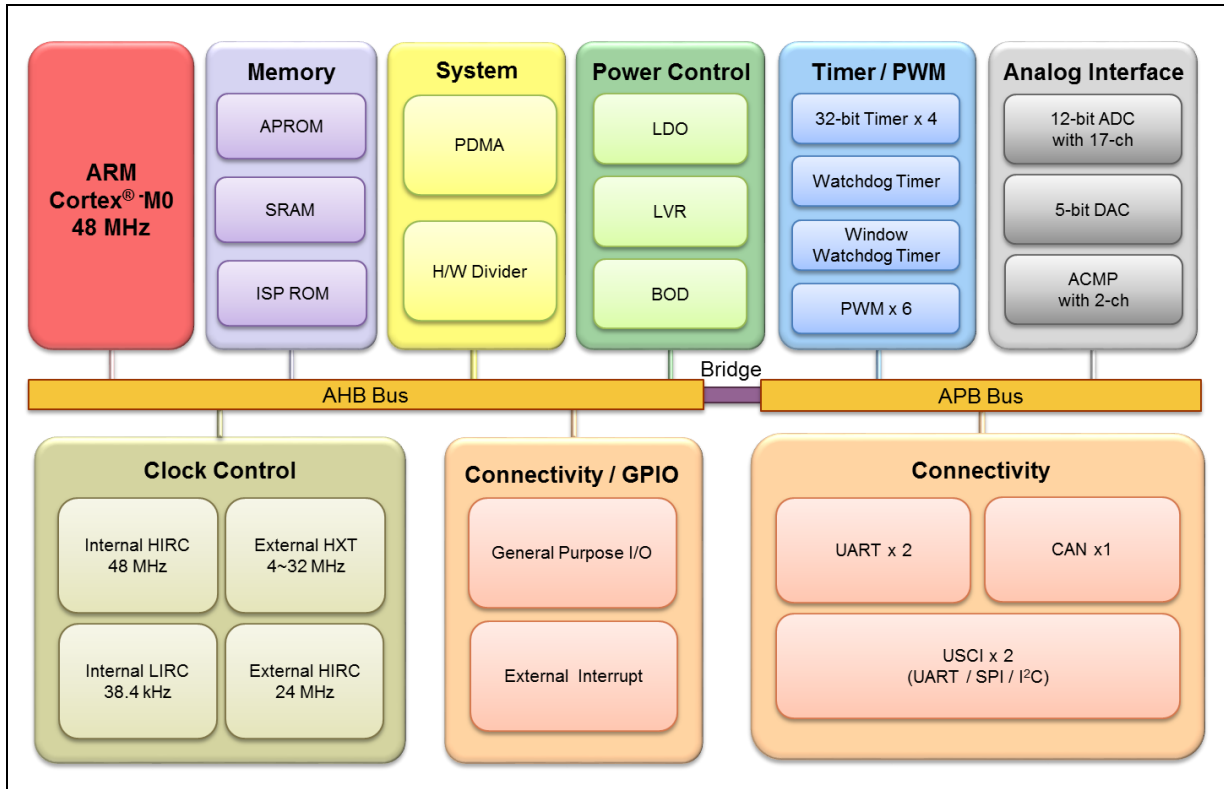 ARM
Cortex®-M0
48 MHz
Memory
APROM
SRAM
ISP ROM
System
PDMA
H/W Divider
Power Control
LDO
LVR
BOD
Timer / PWM
32-bit Timer x 4
Watchdog Timer
Window
Watchdog Timer
PWM x 6
Analog Interface
12-bit ADC
with 17-ch
5-bit DAC
ACMP
with 2-ch
AHB Bus
Bridge
APB Bus
Clock Control
Internal HIRC
48 MHz
External HXT
4~32 MHz
Internal LIRC
38.4 kHz
External HIRC
24 MHz
Connectivity / GPIO
General Purpose I/O
External Interrupt
Connectivity
UART x 2
CAN x1
USCI x 2
(UART / SPI / I²C)